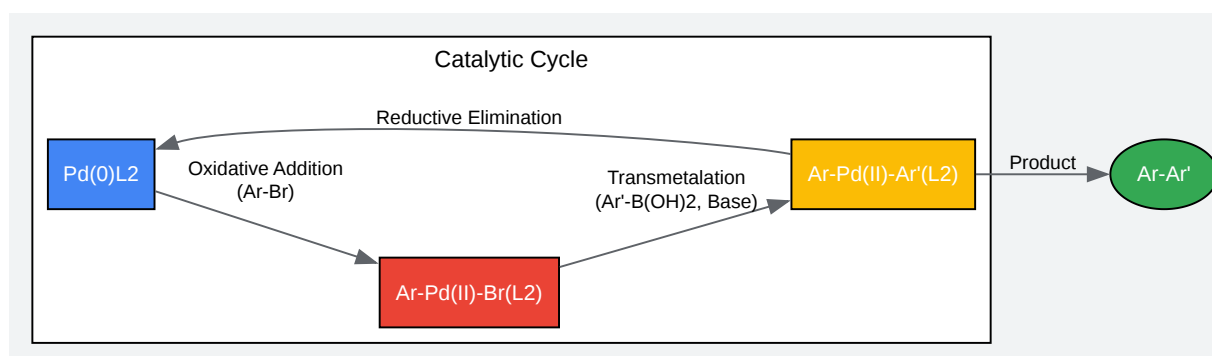 Catalytic Cycle
Reductive Elimination
Pd(0)L2
Oxidative Addition
(Ar-Br)
Transmetalation
(Ar'-B(OH)2, Base)
Ar-Pd(II)-Ar'(L2)
Product
Ar-Ar'
Ar-Pd(II)-Br(L2)